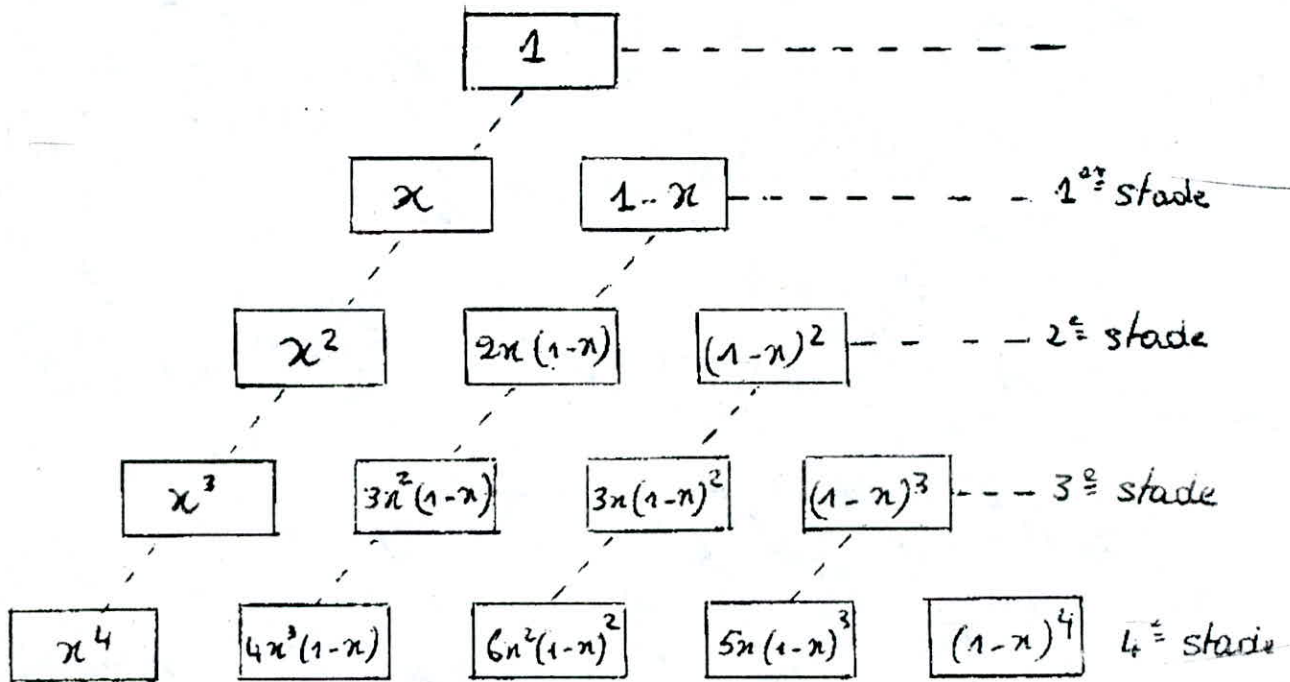 1
x 1-x 1er stade
x² 2x(1-x) (1-x)² 2e stade
x³ 3x²(1-x) 3x(1-x)² (1-x)³ 3e stade
x⁴ 4x³(1-x) 6x²(1-x)² 5x(1-x)³ (1-x)⁴ 4e stade